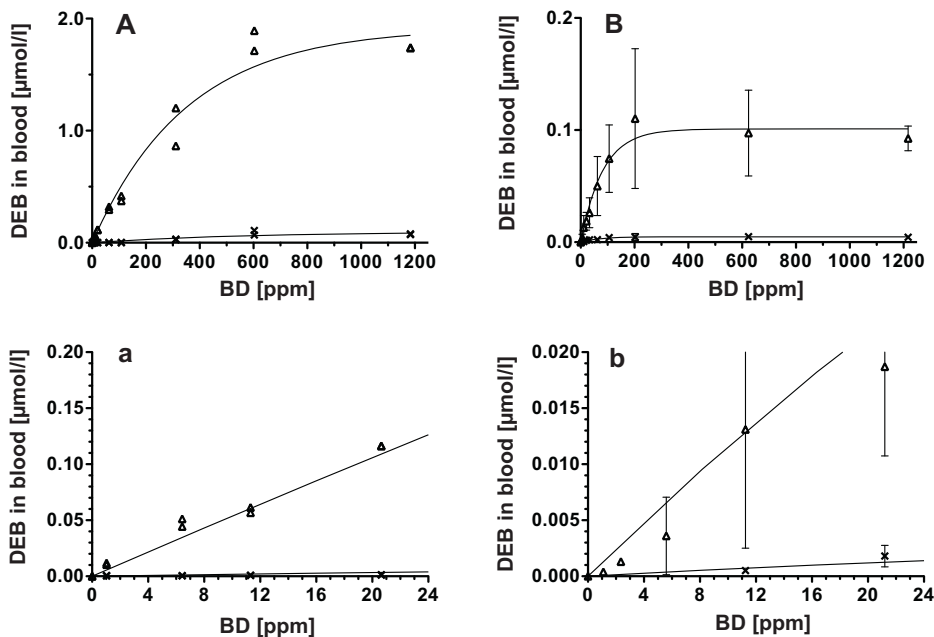 A
B
DEB in blood [µmol/l]
2.0
1.0
0.0
0 200 400 600 800 1000 1200
BD [ppm]
DEB in blood [µmol/l]
0.2
0.1
0.0
0 200 400 600 800 1000 1200
BD [ppm]
a
b
DEB in blood [µmol/l]
0.20
0.15
0.10
0.05
0.00
0 4 8 12 16 20 24
BD [ppm]
DEB in blood [µmol/l]
0.020
0.015
0.010
0.005
0.000
0 4 8 12 16 20 24
BD [ppm]